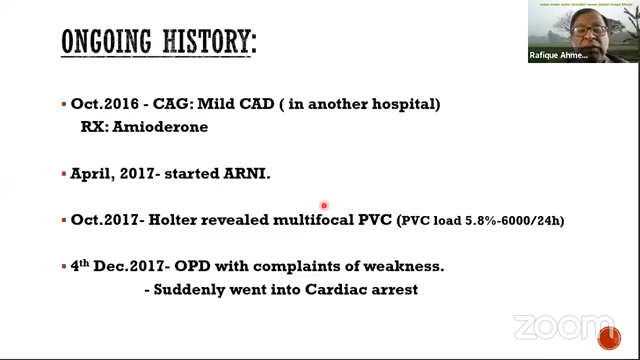 ONGOING HISTORY:
▪ Oct.2016 - CAG: Mild CAD ( in another hospital)
RX: Amioderone
▪ April, 2017- started ARNI.
▪ Oct.2017- Holter revealed multifocal PVC (PVC load 5.8%-6000/24h)
▪ 4th Dec.2017- OPD with complaints of weakness.
- Suddenly went into Cardiac arrest
Rafique Ahme...
zoom